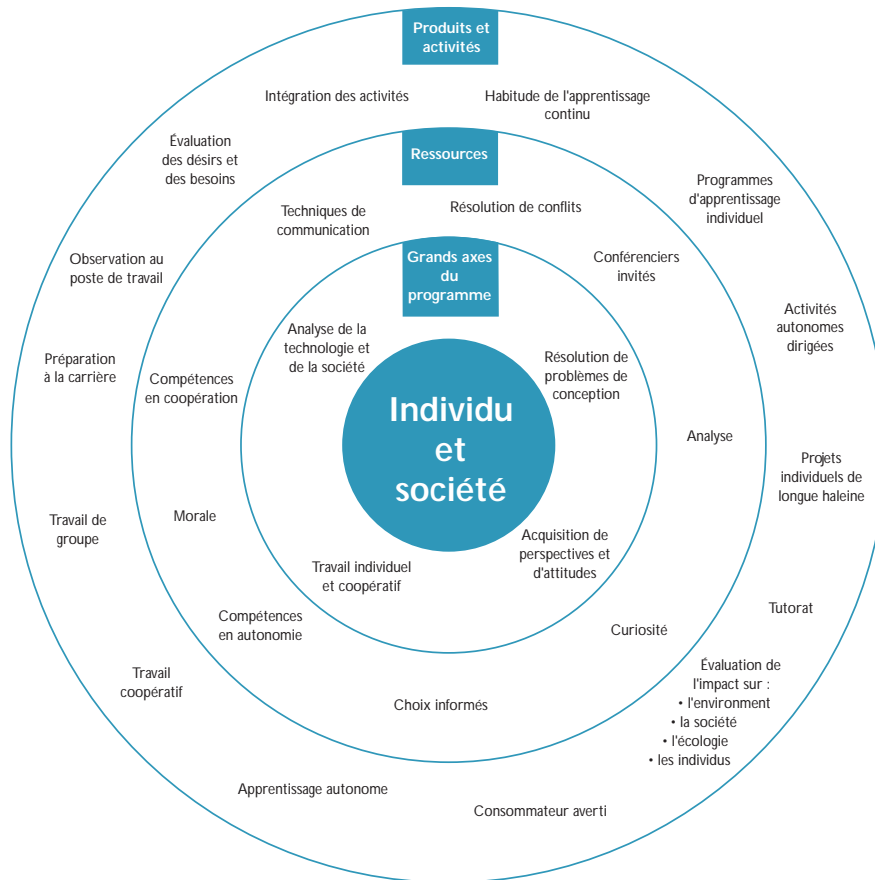 Produits et
activités
Intégration des activités
Habitude de l'apprentissage
continu
Évaluation
des désirs et
des besoins
Programmes
d'apprentissage
individuel
Observation au
poste de travail
Activités
autonomes
dirigées
Préparation
à la carrière
Projets
individuels de
longue haleine
Travail de
groupe
Tutorat
Travail
coopératif
Évaluation de
l'impact sur :
• l'environment
• la société
• l'écologie
• les individus
Apprentissage autonome
Consommateur averti
Ressources
Techniques de
communication
Résolution de conflits
Conférenciers
invités
Compétences
en coopération
Analyse
Morale
Compétences
en autonomie
Curiosité
Choix informés
Grands axes
du
programme
Analyse de la
technologie et
de la société
Résolution de
problèmes de
conception
Travail individuel
et coopératif
Acquisition de
perspectives et
d'attitudes
Individu
et
société